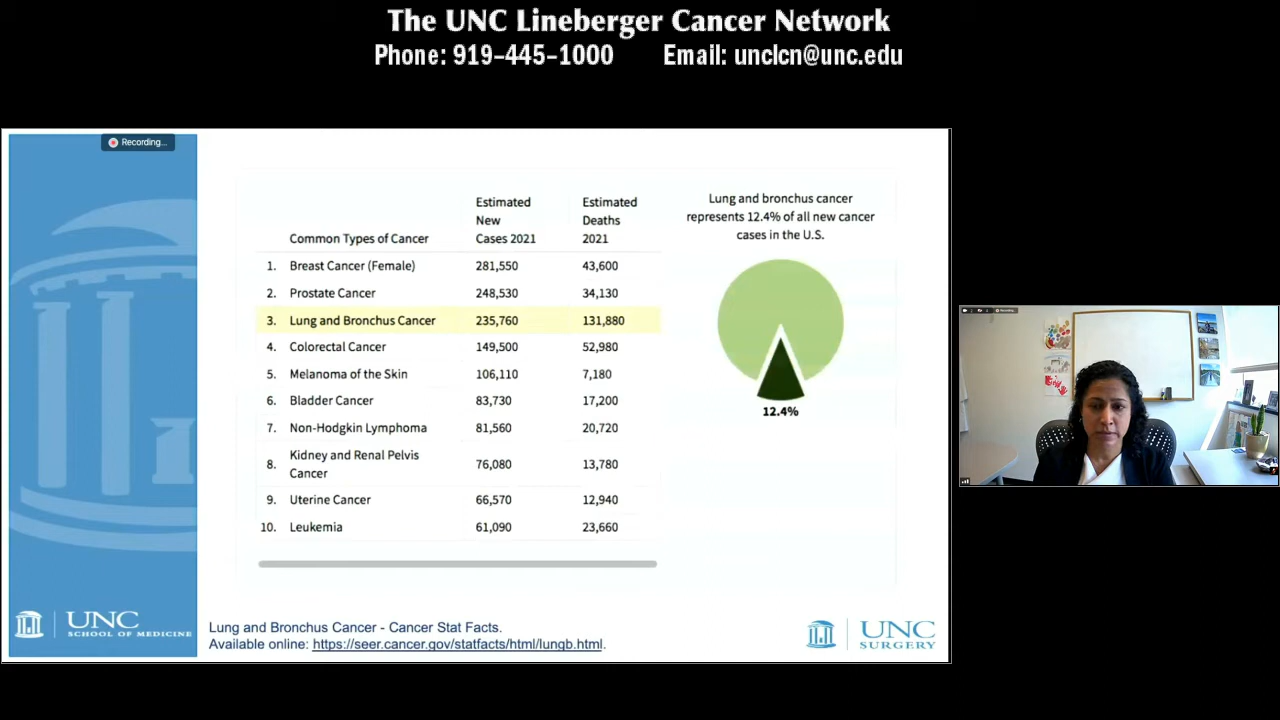 The UNC Lineberger Cancer Network
Phone: 919-445-1000 Email: unclcn@unc.edu
Recording...
Estimated New Cases 2021
Estimated Deaths 2021
Common Types of Cancer
1. Breast Cancer (Female) 281,550 43,600
2. Prostate Cancer 248,530 34,130
3. Lung and Bronchus Cancer 235,760 131,880
4. Colorectal Cancer 149,500 52,980
5. Melanoma of the Skin 106,110 7,180
6. Bladder Cancer 83,730 17,200
7. Non-Hodgkin Lymphoma 81,560 20,720
8. Kidney and Renal Pelvis Cancer 76,080 13,780
9. Uterine Cancer 66,570 12,940
10. Leukemia 61,090 23,660
Lung and bronchus cancer
represents 12.4% of all new cancer
cases in the U.S.
12.4%
UNC
SCHOOL OF MEDICINE
Lung and Bronchus Cancer - Cancer Stat Facts.
Available online: https://seer.cancer.gov/statfacts/html/lungb.html.
UNC
SURGERY